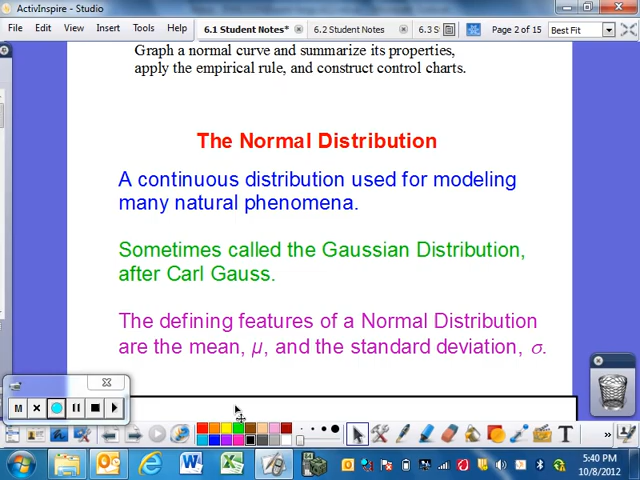 ActivInspire - Studio
File Edit View Insert Tools Help 6.1 Student Notes* 6.2 Student Notes 6.3 S Page 2 of 15 Best Fit
Graph a normal curve and summarize its properties,
apply the empirical rule, and construct control charts.
The Normal Distribution
A continuous distribution used for modeling
many natural phenomena.
Sometimes called the Gaussian Distribution,
after Carl Gauss.
The defining features of a Normal Distribution
are the mean, μ, and the standard deviation, σ.
M
T »
5:40 PM
10/8/2012